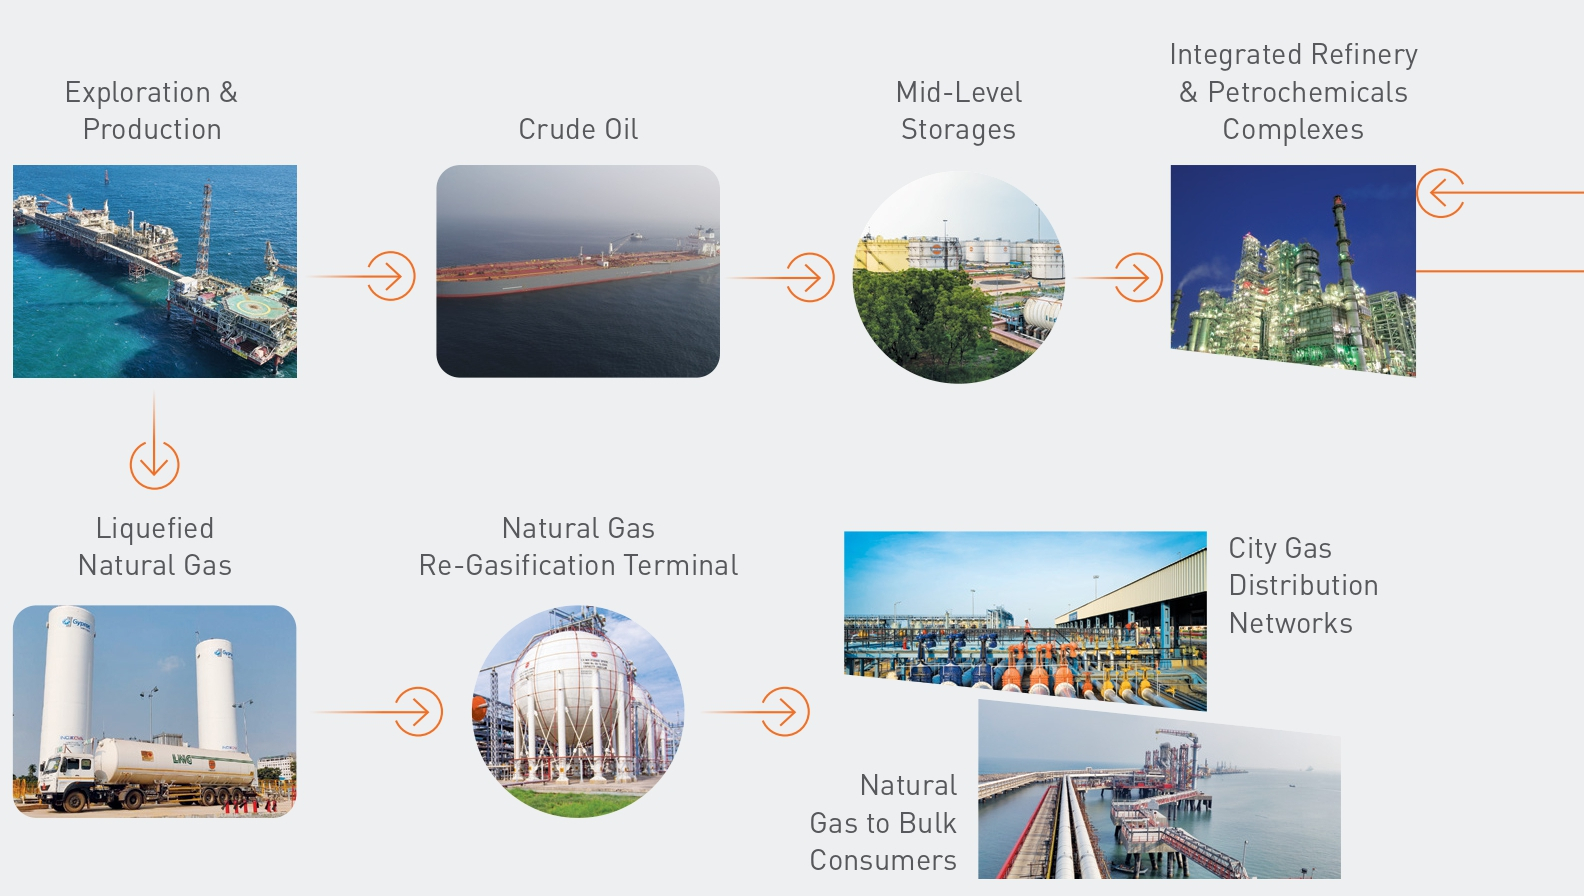 Exploration &
Production
Crude Oil
Mid-Level
Storages
Integrated Refinery
& Petrochemicals
Complexes
Liquefied
Natural Gas
Natural Gas
Re-Gasification Terminal
City Gas
Distribution
Networks
LNG
Natural
Gas to Bulk
Consumers